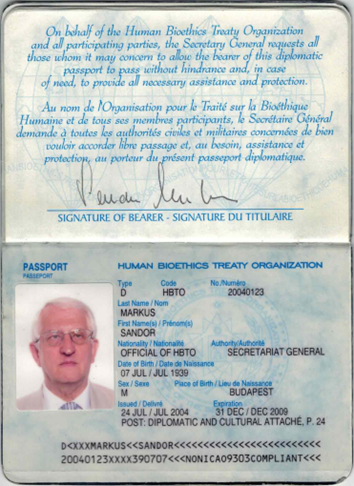 On behalf of the Human Bioethics Treaty Organization
and all participating parties, the Secretary General requests all
those whom it may concern to allow the bearer of this diplomatic
passport to pass without hindrance and, in case
of need, to provide all necessary assistance and protection.
Au nom de l'Organisation pour le Traité sur la Bioéthique
Humaine et de tous ses membres participants, le Secrétaire Général
demande à toutes les autorités civiles et militaires concernées de bien
vouloir accorder libre passage et, au besoin, assistance et
protection, au porteur du présent passeport diplomatique.
SIGNATURE OF BEARER - SIGNATURE DU TITULAIRE
PASSPORT
PASSEPORT
HUMAN BIOETHICS TREATY ORGANIZATION
Type Code No./Numéro
D HBTO 20040123
Last Name / Nom
MARKUS
First Name(s) / Prénom(s)
SANDOR
Nationality / Nationalité Authority/Autorité
OFFICIAL OF HBTO SECRETARIAT GENERAL
Date of Birth / Date de Naissance
07 JUL / JUL 1939
Sex / Sexe Place of Birth / Lieu de Naissance
M BUDAPEST
Issued / Délivré Expiration
24 JUL / JUL 2004 31 DEC / DEC 2009
POST: DIPLOMATIC AND CULTURAL ATTACHÉ, P. 24
D<XXXMARKUS<<SANDOR<<<<<<<<<<<<<<<<<<<<<<<<<
20040123XXXX390707<<<NONICAO9303COMPLIANT<<<